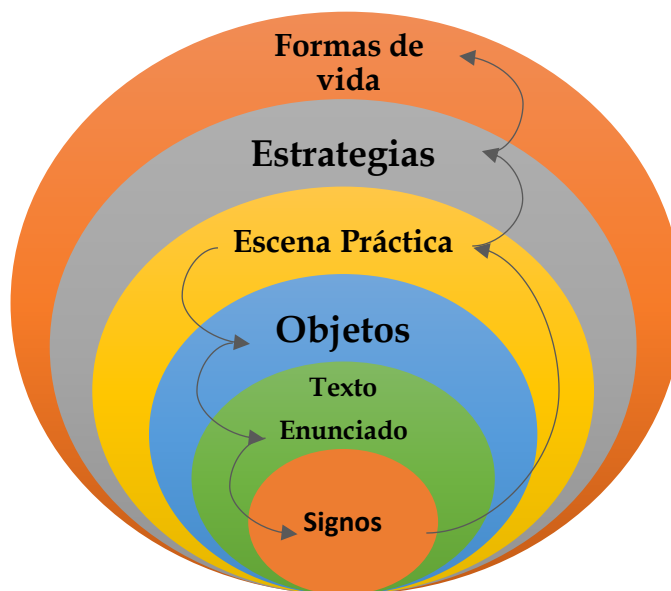 Formas de
vida
Estrategias
Escena Práctica
Objetos
Texto
Enunciado
Signos